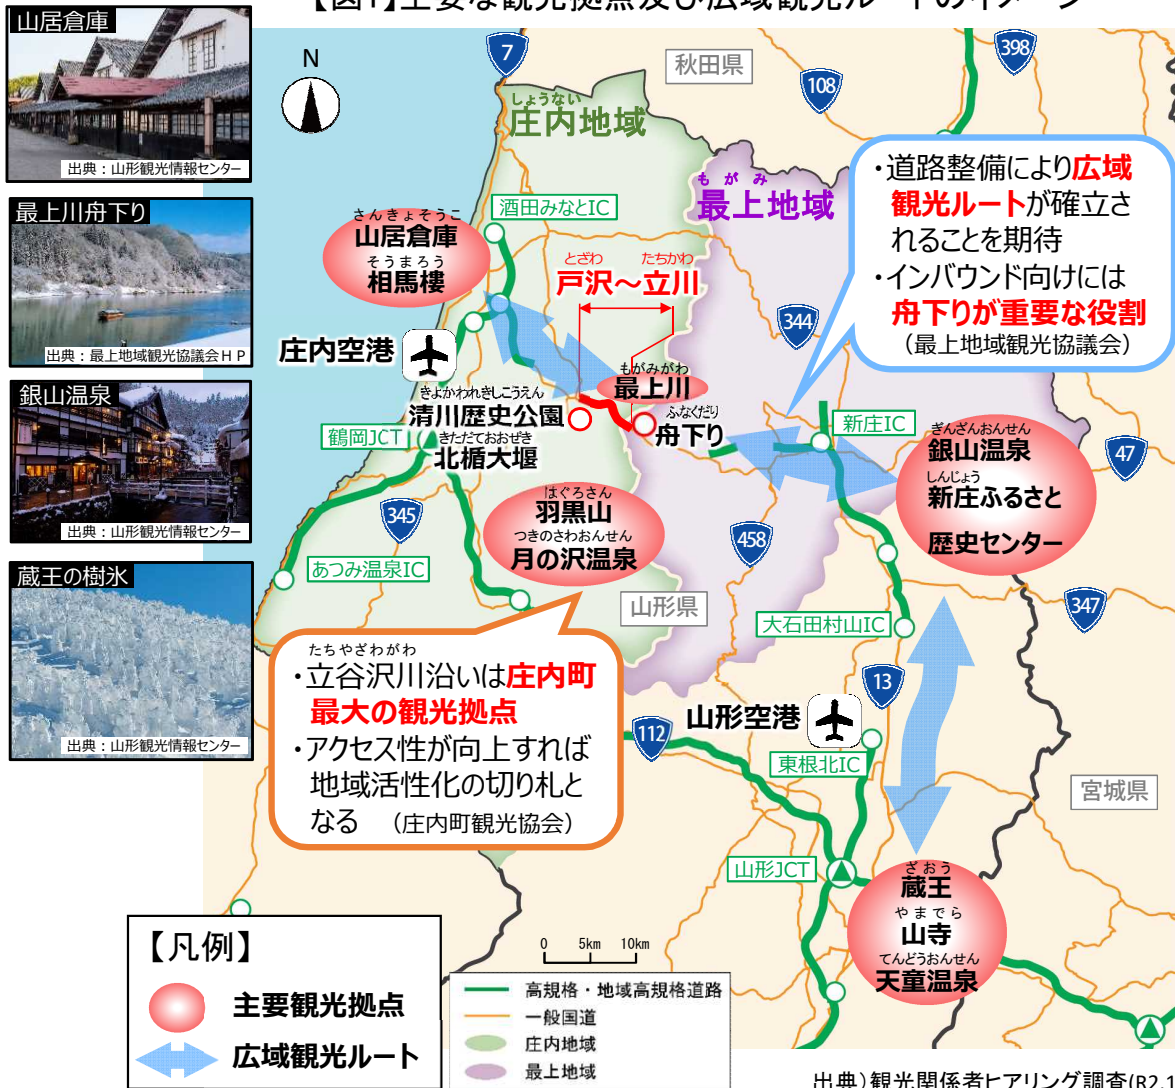 【図1】主要な観光拠点及び広域観光ルートのイメージ
山居倉庫
出典：山形観光情報センター
最上川舟下り
出典：最上地域観光協議会ＨＰ
銀山温泉
出典：山形観光情報センター
蔵王の樹氷
出典：山形観光情報センター
N
7
秋田県
398
108
しょうない
庄内地域
もがみ
最上地域
酒田みなとIC
さんきょそうこ
山居倉庫
そうまろう
相馬樓
とざわ たちかわ
戸沢～立川
344
・道路整備により広域
観光ルートが確立さ
れることを期待
・インバウンド向けには
舟下りが重要な役割
（最上地域観光協議会）
庄内空港
もがみがわ
最上川
ふなくだり
舟下り
きよかわれきしこうえん
清川歴史公園
きただておおぜき
北楯大堰
鶴岡JCT
新庄IC
ぎんざんおんせん
銀山温泉
しんじょう
新庄ふるさと
歴史センター
47
345
はぐろさん
羽黒山
つきのさわおんせん
月の沢温泉
458
あつみ温泉IC
山形県
347
大石田村山IC
たちやざわがわ
・立谷沢川沿いは庄内町
最大の観光拠点
・アクセス性が向上すれば
地域活性化の切り札と
なる （庄内町観光協会）
13
山形空港
112
東根北IC
宮城県
山形JCT
ざおう
蔵王
やまでら
山寺
てんどうおんせん
天童温泉
【凡例】
主要観光拠点
広域観光ルート
0 5km 10km
高規格・地域高規格道路
一般国道
庄内地域
最上地域
出典）観光関係者ヒアリング調査(R2.1